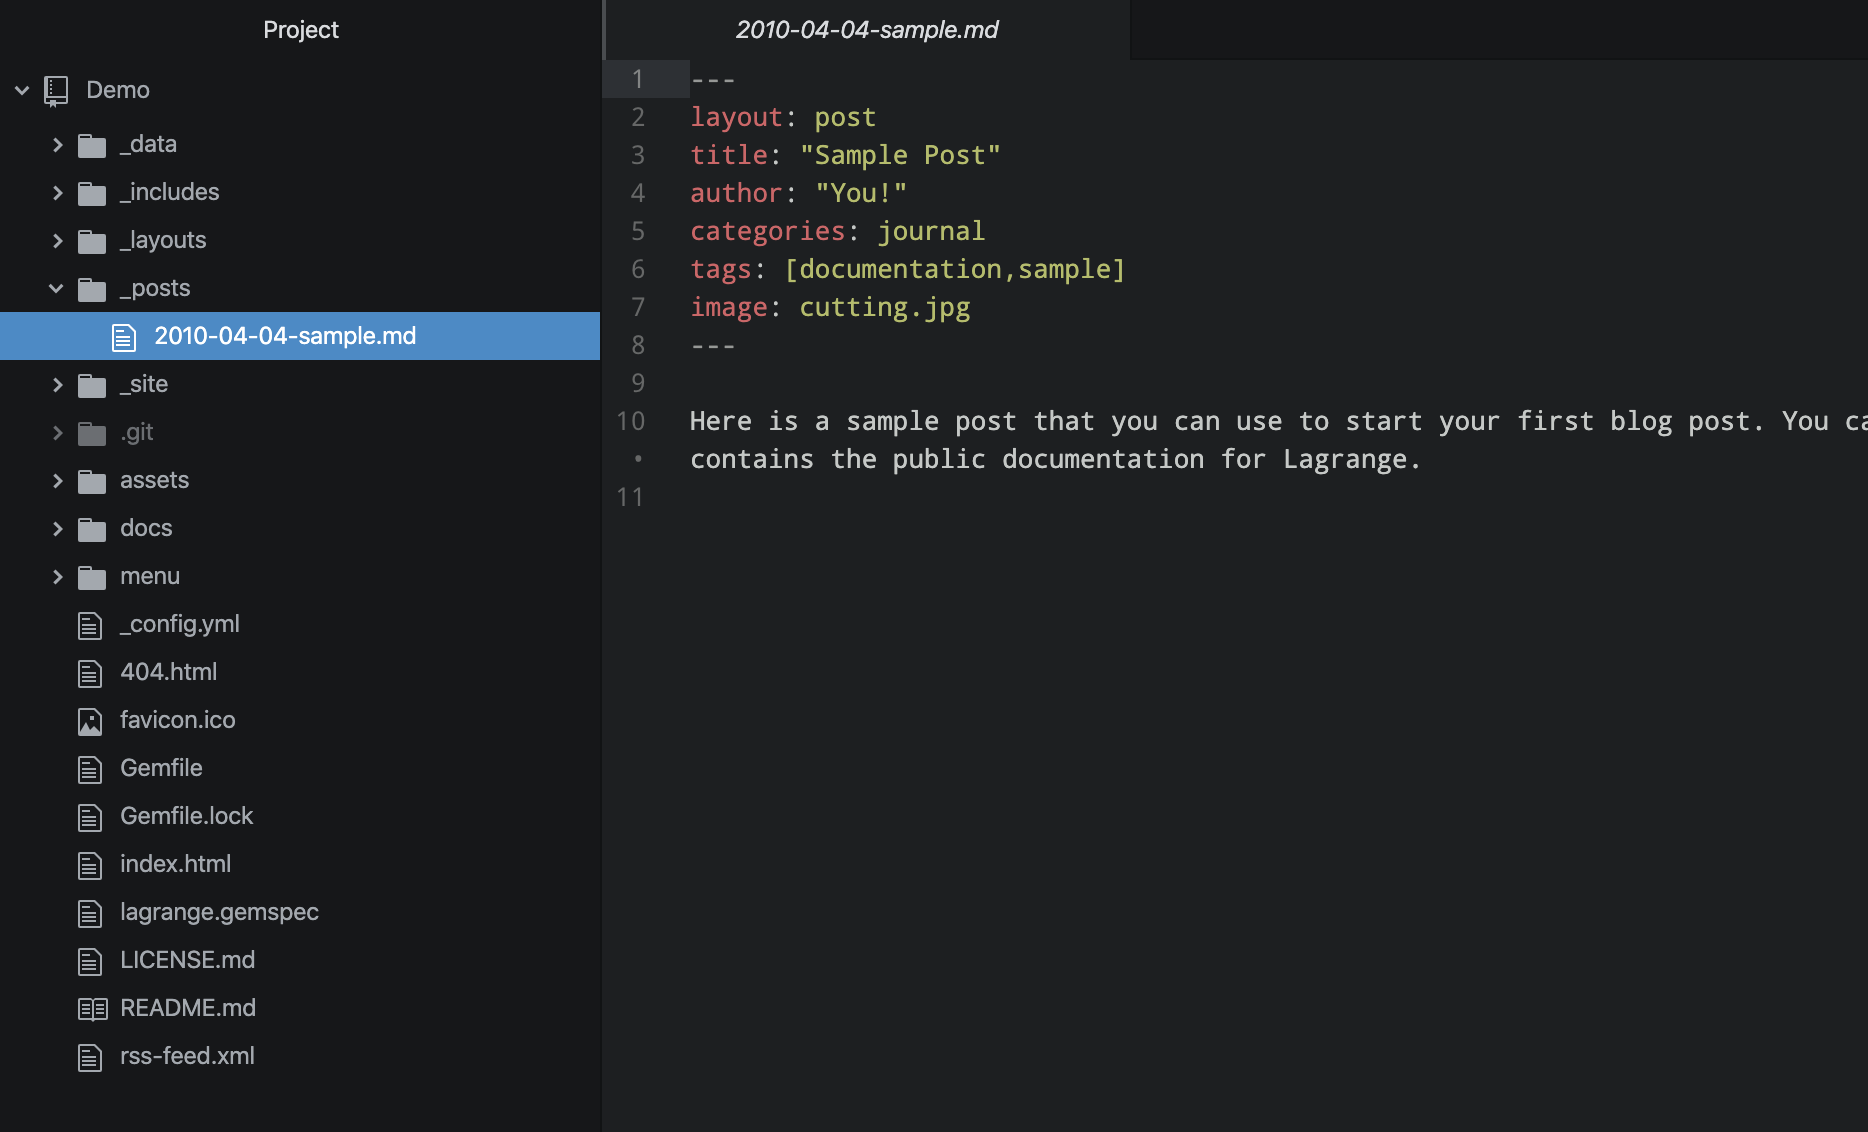 Project
Demo
_data
_includes
_layouts
_posts
2010-04-04-sample.md
_site
.git
assets
docs
menu
_config.yml
404.html
favicon.ico
Gemfile
Gemfile.lock
index.html
lagrange.gemspec
LICENSE.md
README.md
rss-feed.xml
2010-04-04-sample.md
1 ---
2 layout: post
3 title: "Sample Post"
4 author: "You!"
5 categories: journal
6 tags: [documentation,sample]
7 image: cutting.jpg
8 ---
9
10 Here is a sample post that you can use to start your first blog post. You ca
• contains the public documentation for Lagrange.
11